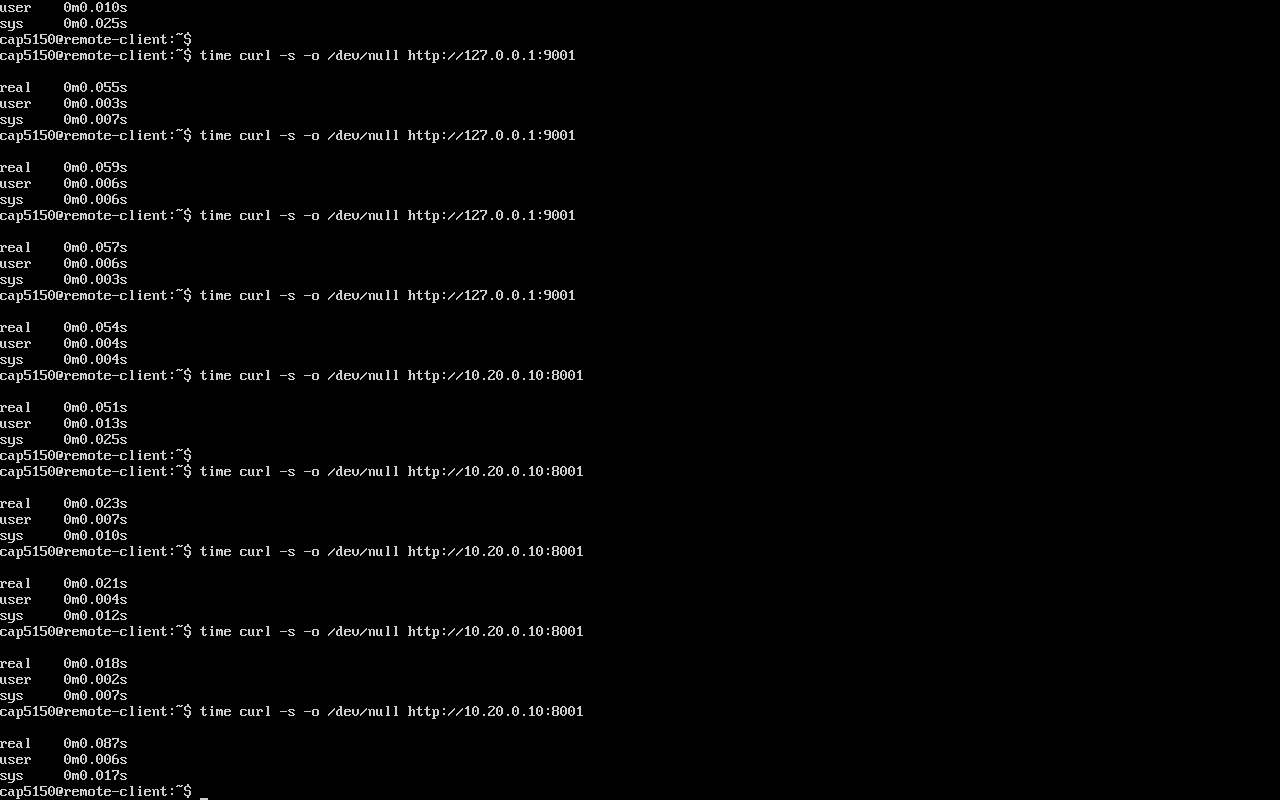 user    0m0.010s
sys     0m0.025s
cap5150@remote-client:~$
cap5150@remote-client:~$ time curl -s -o /dev/null http://127.0.0.1:9001
real    0m0.055s
user    0m0.003s
sys     0m0.007s
cap5150@remote-client:~$ time curl -s -o /dev/null http://127.0.0.1:9001
real    0m0.059s
user    0m0.006s
sys     0m0.006s
cap5150@remote-client:~$ time curl -s -o /dev/null http://127.0.0.1:9001
real    0m0.057s
user    0m0.006s
sys     0m0.003s
cap5150@remote-client:~$ time curl -s -o /dev/null http://127.0.0.1:9001
real    0m0.054s
user    0m0.004s
sys     0m0.004s
cap5150@remote-client:~$ time curl -s -o /dev/null http://10.20.0.10:8001
real    0m0.051s
user    0m0.013s
sys     0m0.025s
cap5150@remote-client:~$
cap5150@remote-client:~$ time curl -s -o /dev/null http://10.20.0.10:8001
real    0m0.023s
user    0m0.007s
sys     0m0.010s
cap5150@remote-client:~$ time curl -s -o /dev/null http://10.20.0.10:8001
real    0m0.021s
user    0m0.004s
sys     0m0.012s
cap5150@remote-client:~$ time curl -s -o /dev/null http://10.20.0.10:8001
real    0m0.018s
user    0m0.002s
sys     0m0.007s
cap5150@remote-client:~$ time curl -s -o /dev/null http://10.20.0.10:8001
real    0m0.087s
user    0m0.006s
sys     0m0.017s
cap5150@remote-client:~$ _